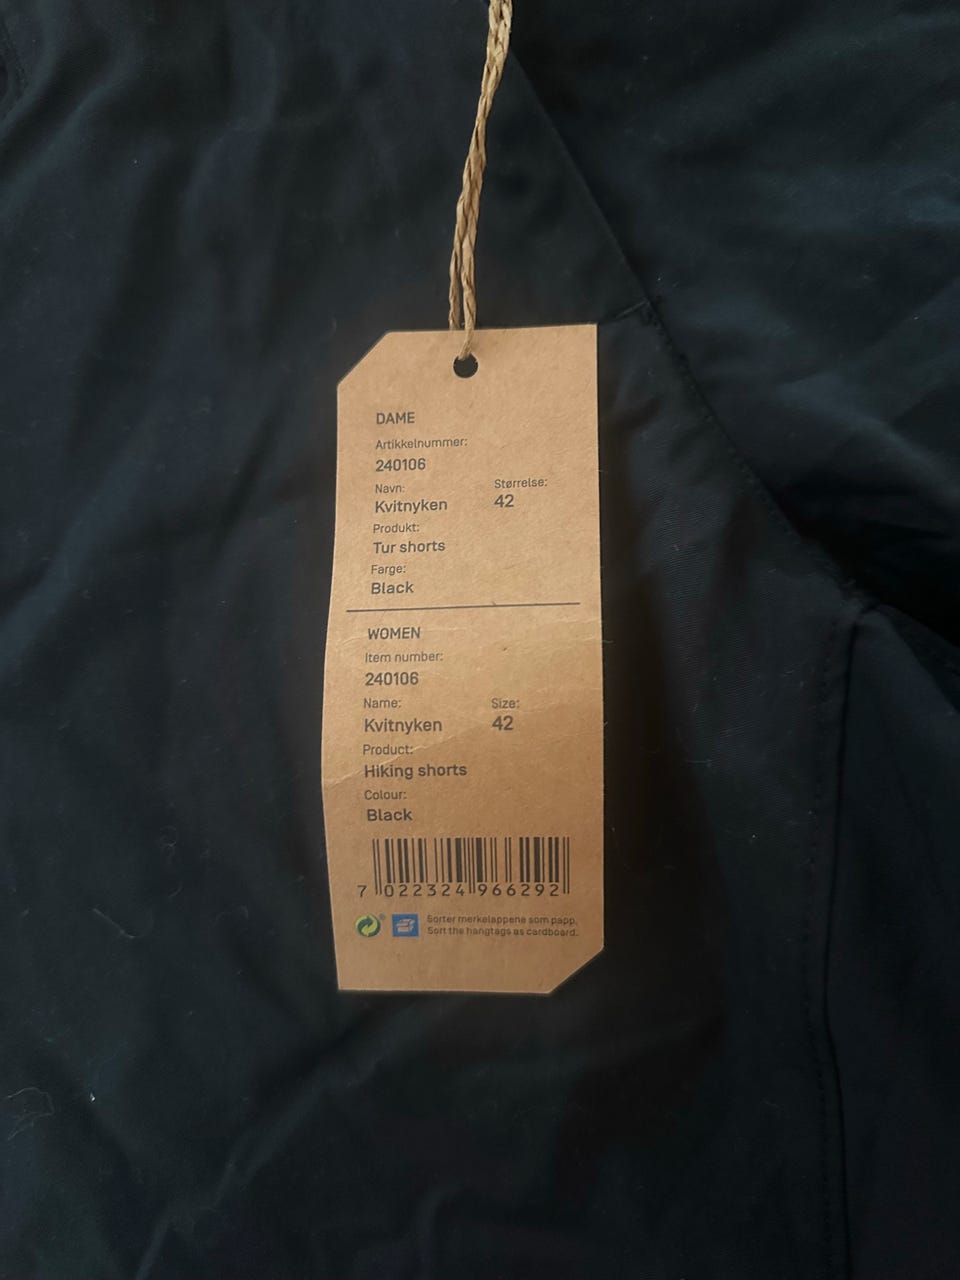 DAME
Artikkelnummer:
240106
Navn: Størrelse:
Kvitnyken 42
Produkt:
Tur shorts
Farge:
Black
WOMEN
Item number:
240106
Name: Size:
Kvitnyken 42
Product:
Hiking shorts
Colour:
Black
7 022324 966292
Sorter merkelappene som papp.
Sort the hangtags as cardboard.